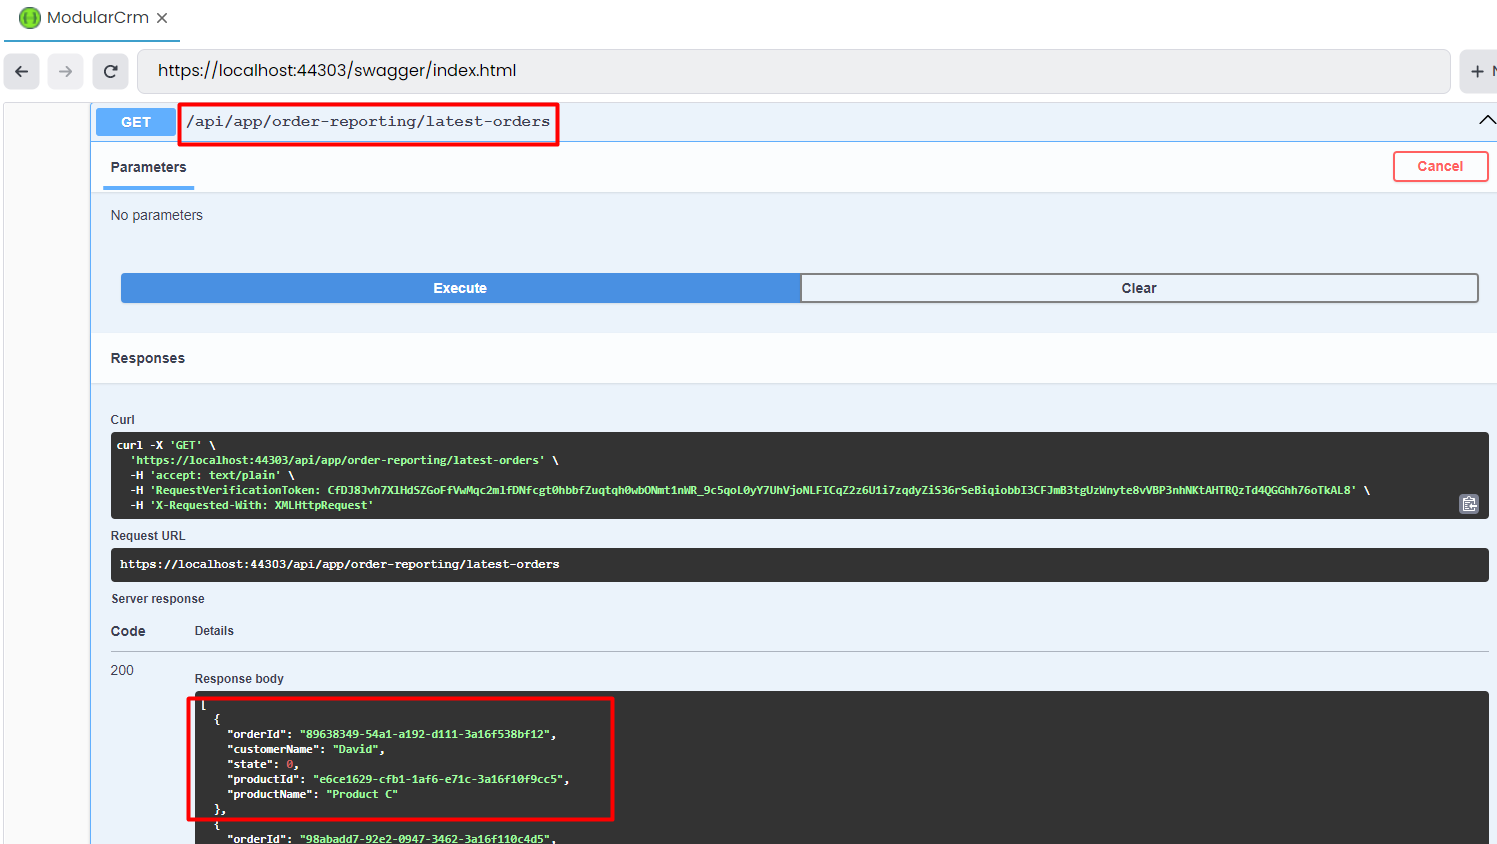 ModularCrm
https://localhost:44303/swagger/index.html
GET /api/app/order-reporting/latest-orders
Parameters
Cancel
No parameters
Execute
Clear
Responses
Curl
curl -X 'GET' \
'https://localhost:44303/api/app/order-reporting/latest-orders' \
-H 'accept: text/plain' \
-H 'RequestVerificationToken: CfDJ8Jvh7XlHdSZGoFfVwMqc2mlfDNfcgt0hbbfZuqtqh0wbONmt1nWR_9c5qoL0yY7UhVjoNLFICqZ2z6U1i7zqdyZiS36rSeBiqiobbI3CFJmB3tgUzWnyte8vVBP3nhNKtAHTRQzTd4QGGhh76oTkAL8' \
-H 'X-Requested-With: XMLHttpRequest'
Request URL
https://localhost:44303/api/app/order-reporting/latest-orders
Server response
Code Details
200
Response body
[
{
"orderId": "89638349-54a1-a192-d111-3a16f538bf12",
"customerName": "David",
"state": 0,
"productId": "e6ce1629-cfb1-1af6-e71c-3a16f10f9cc5",
"productName": "Product C"
},
{
"orderId": "98abadd7-92e2-0947-3462-3a16f110c4d5",